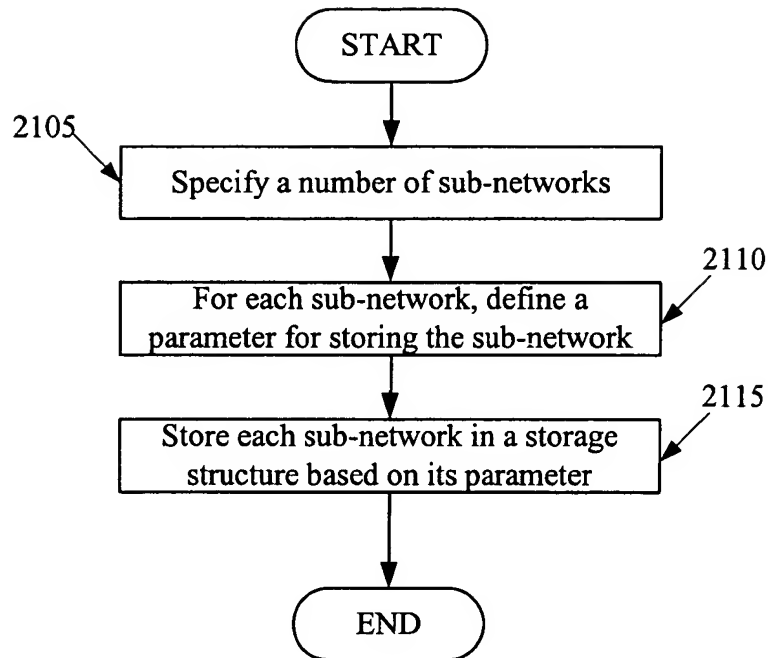 START
2105
Specify a number of sub-networks
2110
For each sub-network, define a
parameter for storing the sub-network
2115
Store each sub-network in a storage
structure based on its parameter
END